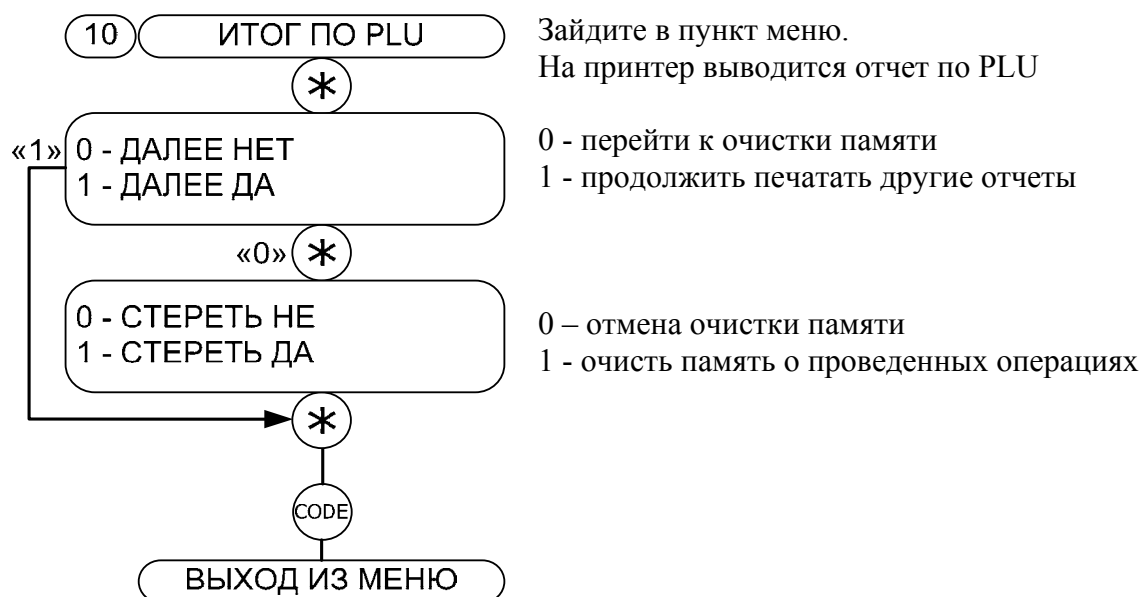 10 ИТОГ ПО PLU
Зайдите в пункт меню.
На принтер выводится отчет по PLU
*
«1» 0 - ДАЛЕЕ НЕТ
1 - ДАЛЕЕ ДА
0 - перейти к очистки памяти
1 - продолжить печатать другие отчеты
«0» *
0 - СТЕРЕТЬ НЕ
1 - СТЕРЕТЬ ДА
0 – отмена очистки памяти
1 - очисть память о проведенных операциях
*
CODE
ВЫХОД ИЗ МЕНЮ